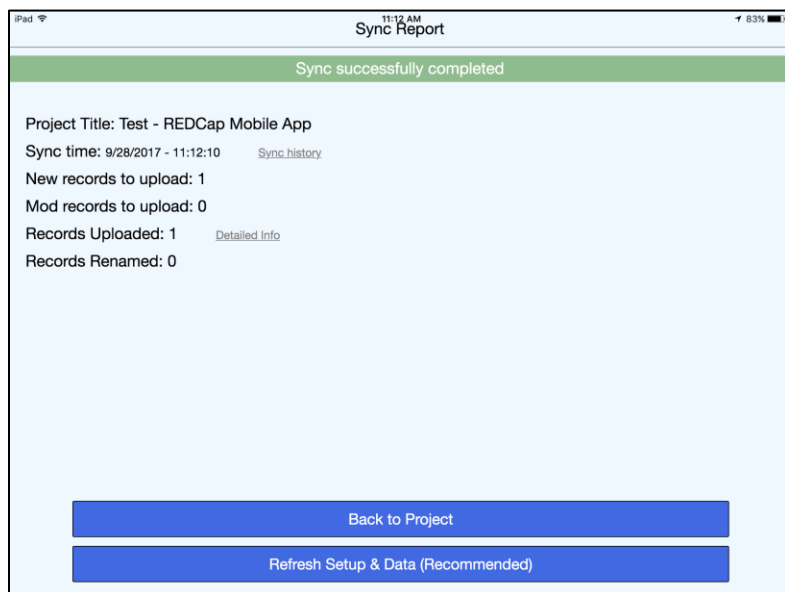 iPad 11:12 AM 83%
Sync Report
Sync successfully completed
Project Title: Test - REDCap Mobile App
Sync time: 9/28/2017 - 11:12:10 Sync history
New records to upload: 1
Mod records to upload: 0
Records Uploaded: 1 Detailed Info
Records Renamed: 0
Back to Project
Refresh Setup & Data (Recommended)